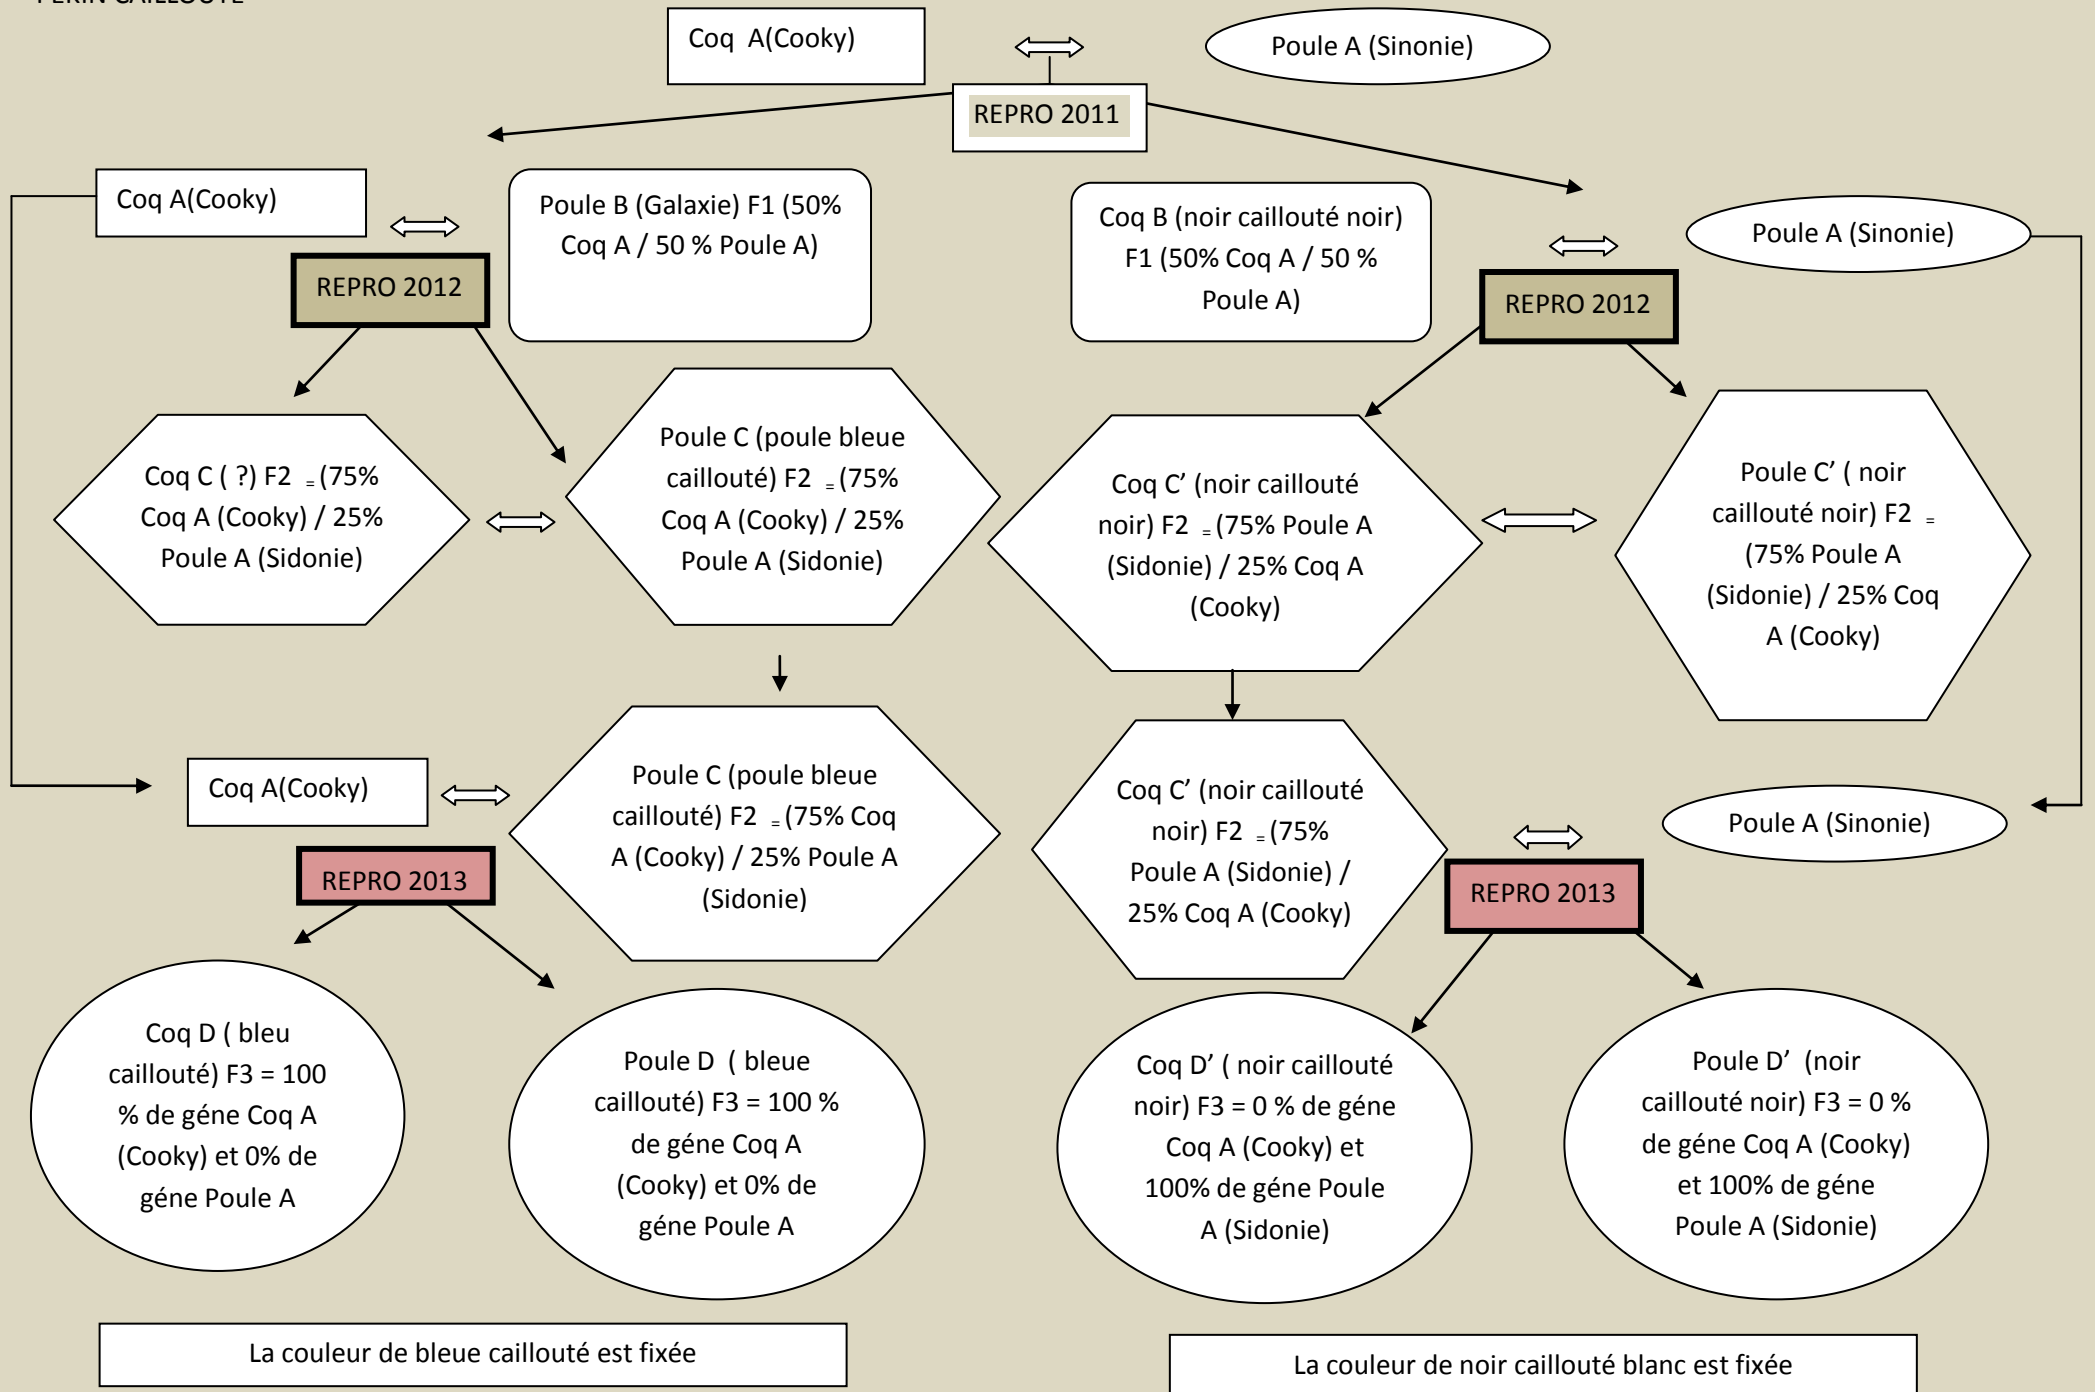 PERIN CAILLOUTE
Coq A(Cooky)
Poule A (Sinonie)
REPRO 2011
Coq A(Cooky)
Poule B (Galaxie) F1 (50%
Coq A / 50 % Poule A)
Coq B (noir caillouté noir)
F1 (50% Coq A / 50 %
Poule A)
Poule A (Sinonie)
REPRO 2012
REPRO 2012
Coq C ( ?) F2 = (75%
Coq A (Cooky) / 25%
Poule A (Sidonie)
Poule C (poule bleue
caillouté) F2 = (75%
Coq A (Cooky) / 25%
Poule A (Sidonie)
Coq C’ (noir caillouté
noir) F2 = (75% Poule A
(Sidonie) / 25% Coq A
(Cooky)
Poule C’ ( noir
caillouté noir) F2 =
(75% Poule A
(Sidonie) / 25% Coq
A (Cooky)
Coq A(Cooky)
Poule C (poule bleue
caillouté) F2 = (75% Coq
A (Cooky) / 25% Poule A
(Sidonie)
Coq C’ (noir caillouté
noir) F2 = (75%
Poule A (Sidonie) /
25% Coq A (Cooky)
Poule A (Sinonie)
REPRO 2013
REPRO 2013
Coq D ( bleu
caillouté) F3 = 100
% de géne Coq A
(Cooky) et 0% de
géne Poule A
Poule D ( bleue
caillouté) F3 = 100 %
de géne Coq A
(Cooky) et 0% de
géne Poule A
Coq D’ ( noir caillouté
noir) F3 = 0 % de géne
Coq A (Cooky) et
100% de géne Poule
A (Sidonie)
Poule D’ (noir
caillouté noir) F3 = 0 %
de géne Coq A (Cooky)
et 100% de géne
Poule A (Sidonie)
La couleur de bleue caillouté est fixée
La couleur de noir caillouté blanc est fixée